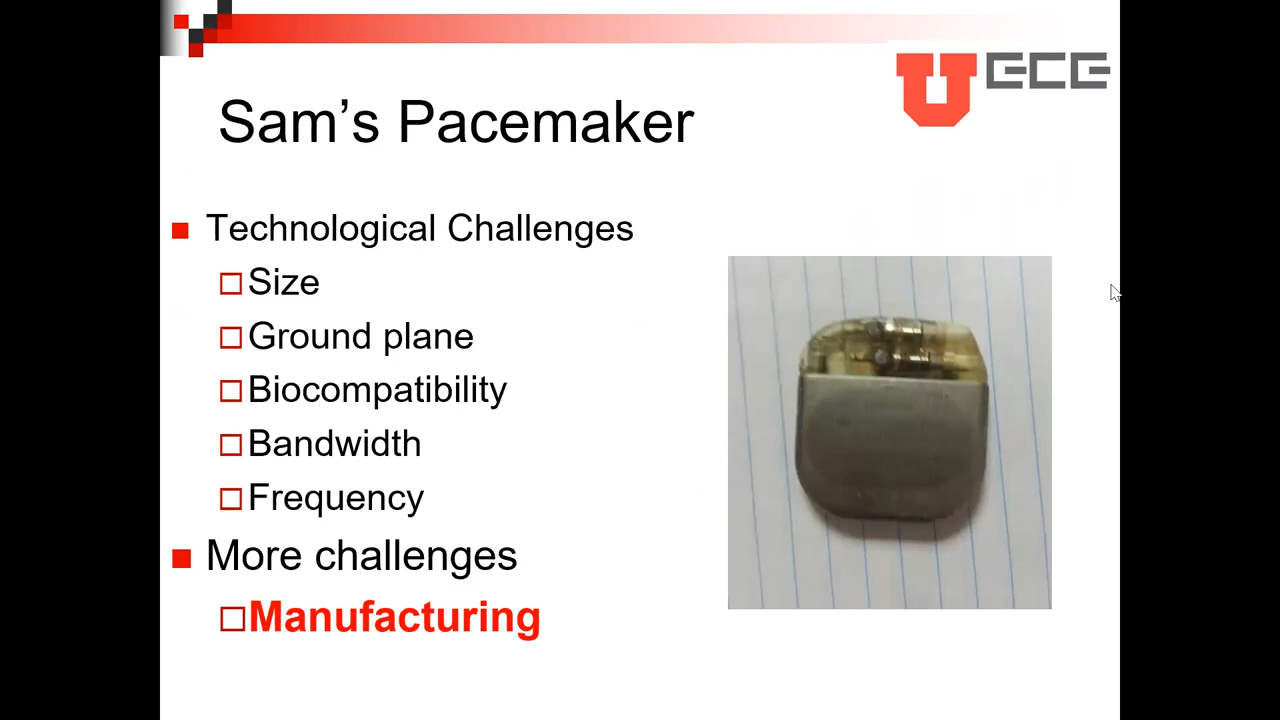 U ECE
Sam’s Pacemaker
Technological Challenges
Size
Ground plane
Biocompatibility
Bandwidth
Frequency
More challenges
Manufacturing